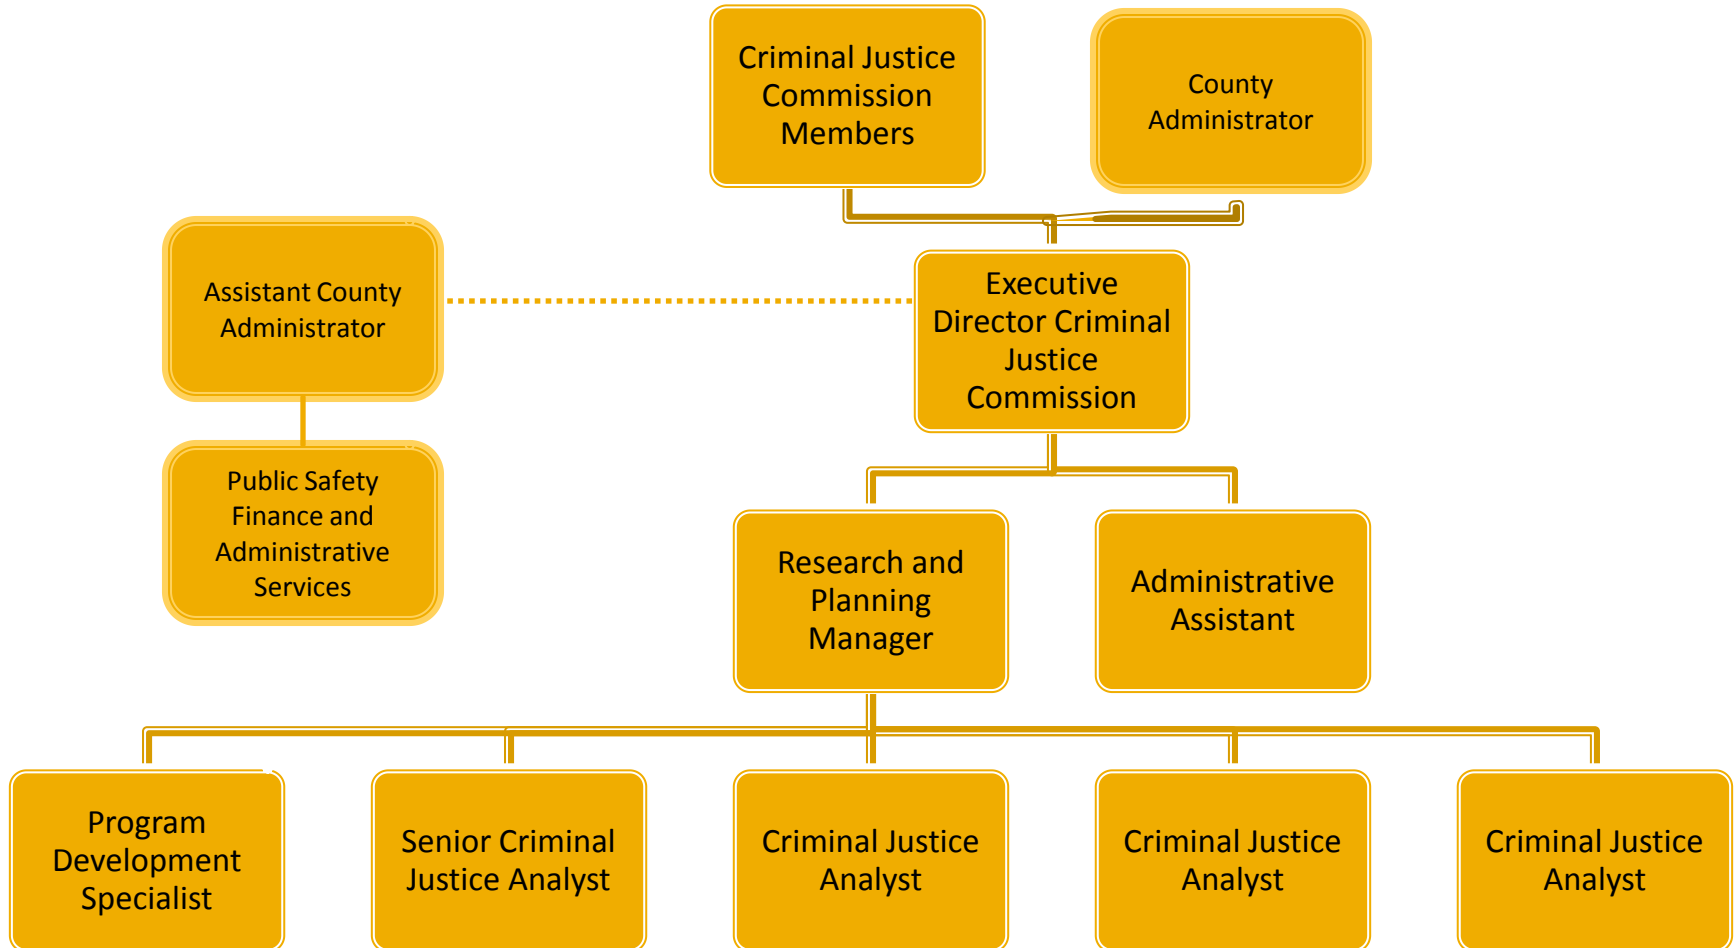 Criminal Justice
Commission
Members
County
Administrator
Assistant County
Administrator
Executive
Director Criminal
Justice
Commission
Public Safety
Finance and
Administrative
Services
Research and
Planning
Manager
Administrative
Assistant
Program
Development
Specialist
Senior Criminal
Justice Analyst
Criminal Justice
Analyst
Criminal Justice
Analyst
Criminal Justice
Analyst